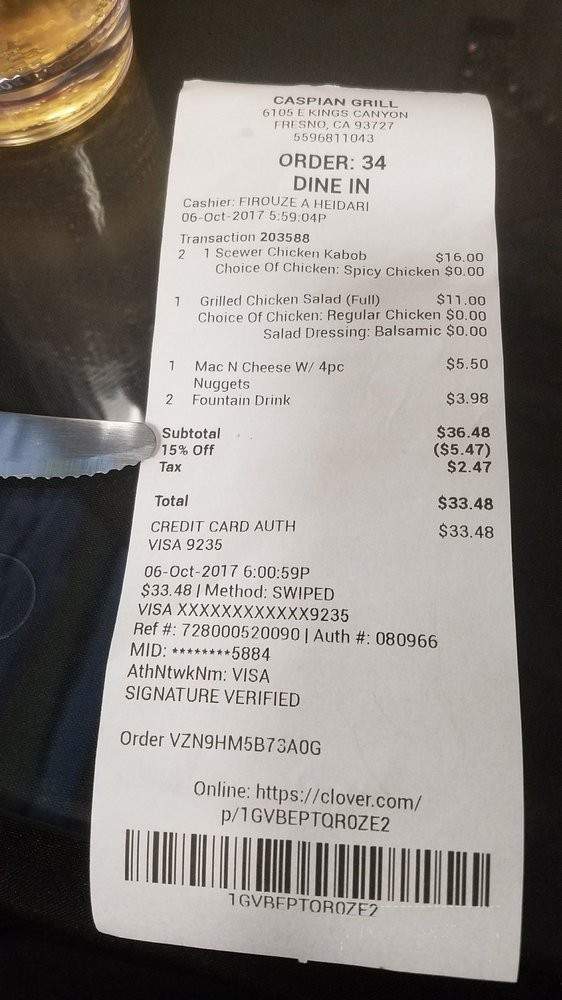 CASPIAN GRILL
6105 E KINGS CANYON
FRESNO, CA 93727
5596811043
ORDER: 34
DINE IN
Cashier: FIROUZE A HEIDARI
06-Oct-2017 5:59:04P
Transaction 203588
2 1 Scewer Chicken Kabob $16.00
Choice Of Chicken: Spicy Chicken $0.00
1 Grilled Chicken Salad (Full) $11.00
Choice Of Chicken: Regular Chicken $0.00
Salad Dressing: Balsamic $0.00
1 Mac N Cheese W/ 4pc $5.50
Nuggets
2 Fountain Drink $3.98
Subtotal $36.48
15% Off ($5.47)
Tax $2.47
Total $33.48
CREDIT CARD AUTH $33.48
VISA 9235
06-Oct-2017 6:00:59P
$33.48 | Method: SWIPED
VISA XXXXXXXXXXXX9235
Ref #: 728000520090 | Auth #: 080966
MID: ********5884
AthNtwkNm: VISA
SIGNATURE VERIFIED
Order VZN9HM5B73A0G
Online: https://clover.com/
p/1GVBEPTQR0ZE2
1GVBEPTQR0ZE2